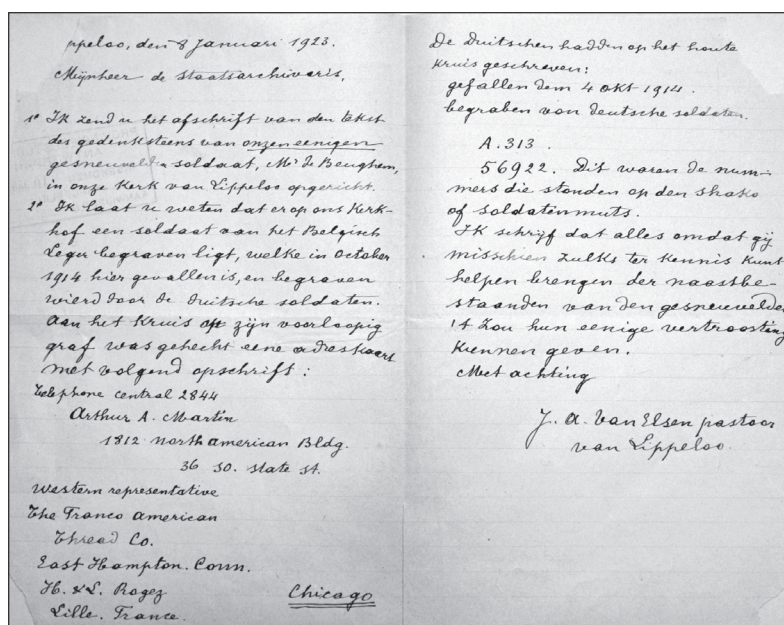 ppeloo, den 8 Januari 1923.
Mijnheer de Staatsarchivaris,
1º Ik zend u het afschrift van den tekst
des gedenksteens van onzen eenigen
gesneuvelden soldaat, Mr de Beughem,
in onze Kerk van Lippeloo opgericht.
2º Ik laat u weten dat er op ons Kerk-
hof een soldaat van het Belgisch
Leger begraven ligt, welke in October
1914 hier gevallen is, en begraven
wierd door de Duitsche soldaten.
Aan het Kruis op zijn voorloopig
graf was gehecht eene adreskaart
met volgend opschrift :
Telephone central 2844
Arthur A. Martin
1812 North american Bldg.
36 So. State st.
Western representative
The Franco American
Thread Co.
East Hampton. Conn.
H. & L. Rogez
Chicago
Lille. France.
De Duitschen hadden op het houte
Kruis geschreven:
gefallen dem 4 okt 1914.
begraben von deutsche soldaten.
A. 313.
56922. Dit waren de num-
mers die stonden op den shako
of soldatenmuts.
Ik schrijf dat alles omdat gij
misschien zulks ter kennis kunt
helpen brengen der naastbe-
staanden van den gesneuvelden
't Zou hun eenige vertroosting
kunnen geven.
Met achting
J. A. Van Elsen pastoor
van Lippeloo.